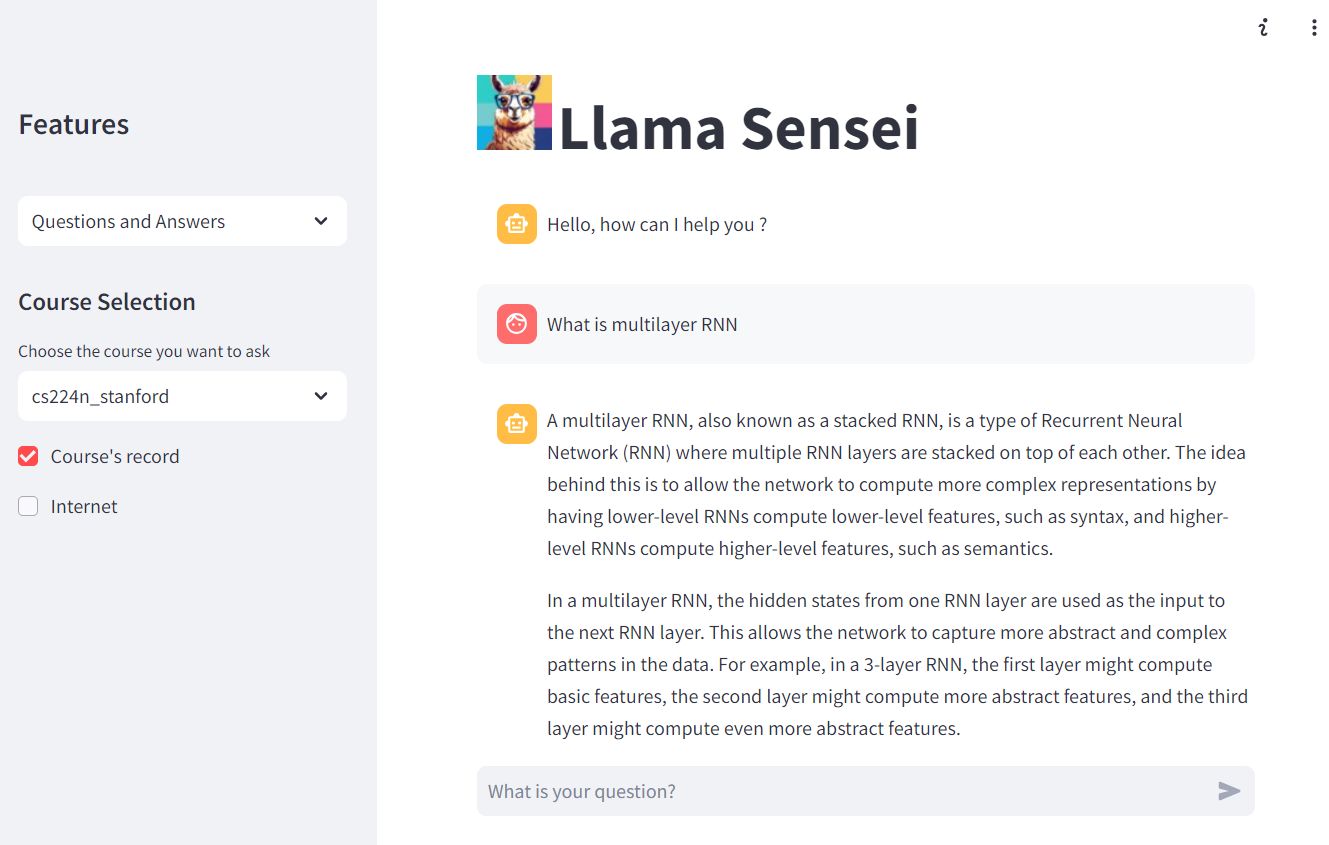 Features
Questions and Answers
Course Selection
Choose the course you want to ask
cs224n_stanford
Course's record
Internet
Llama Sensei
Hello, how can I help you ?
What is multilayer RNN
A multilayer RNN, also known as a stacked RNN, is a type of Recurrent Neural
Network (RNN) where multiple RNN layers are stacked on top of each other. The idea
behind this is to allow the network to compute more complex representations by
having lower-level RNNs compute lower-level features, such as syntax, and higher-
level RNNs compute higher-level features, such as semantics.
In a multilayer RNN, the hidden states from one RNN layer are used as the input to
the next RNN layer. This allows the network to capture more abstract and complex
patterns in the data. For example, in a 3-layer RNN, the first layer might compute
basic features, the second layer might compute more abstract features, and the third
layer might compute even more abstract features.
What is your question?